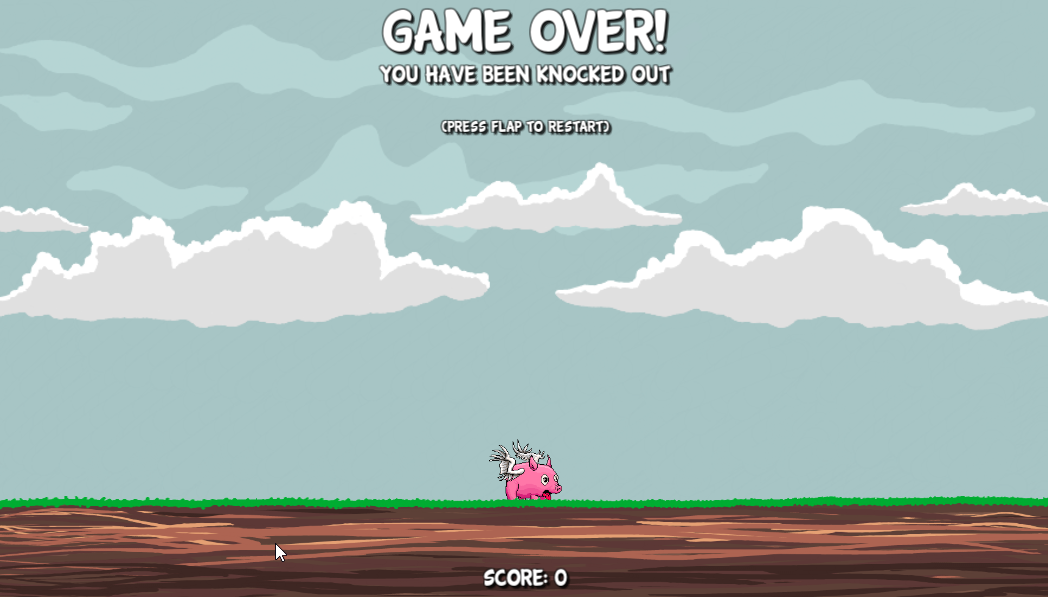 GAME OVER!
YOU HAVE BEEN KNOCKED OUT
(PRESS FLAP TO RESTART)
SCORE: 0